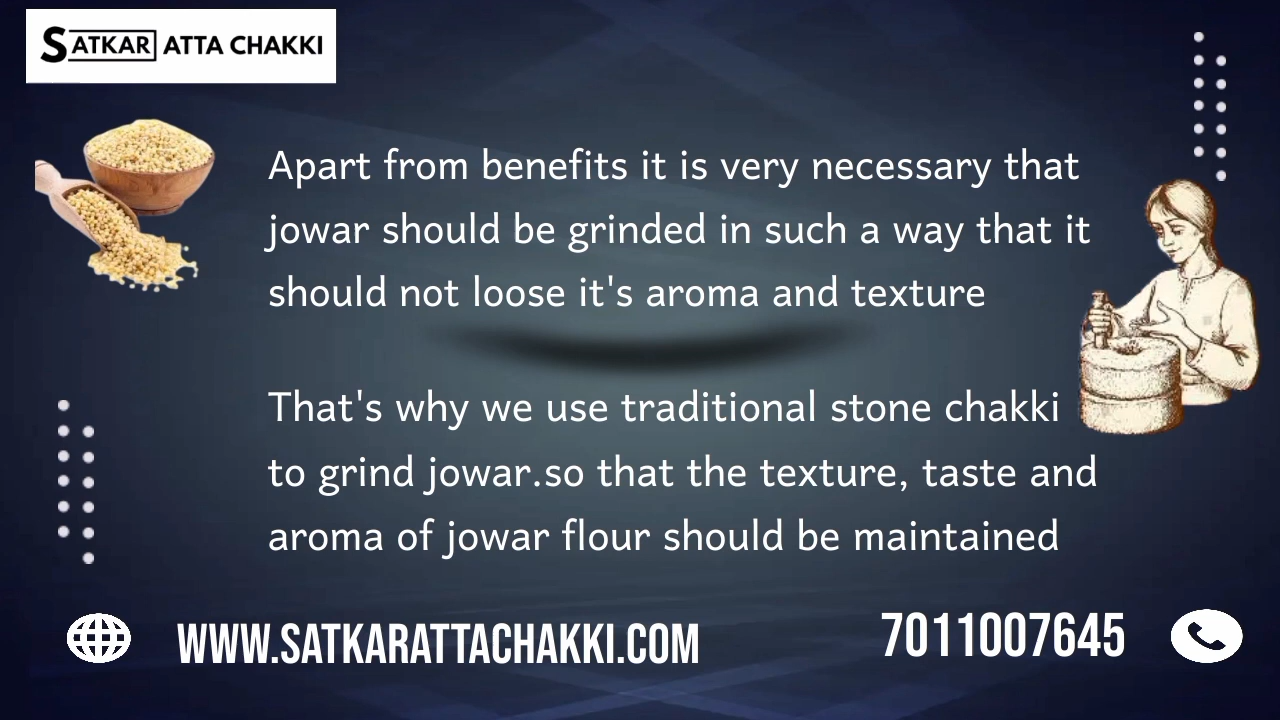 SATKAR ATTA CHAKKI
Apart from benefits it is very necessary that
jowar should be grinded in such a way that it
should not loose it's aroma and texture
That's why we use traditional stone chakki
to grind jowar.so that the texture, taste and
aroma of jowar flour should be maintained
WWW.SATKARATTACHAKKI.COM
7011007645